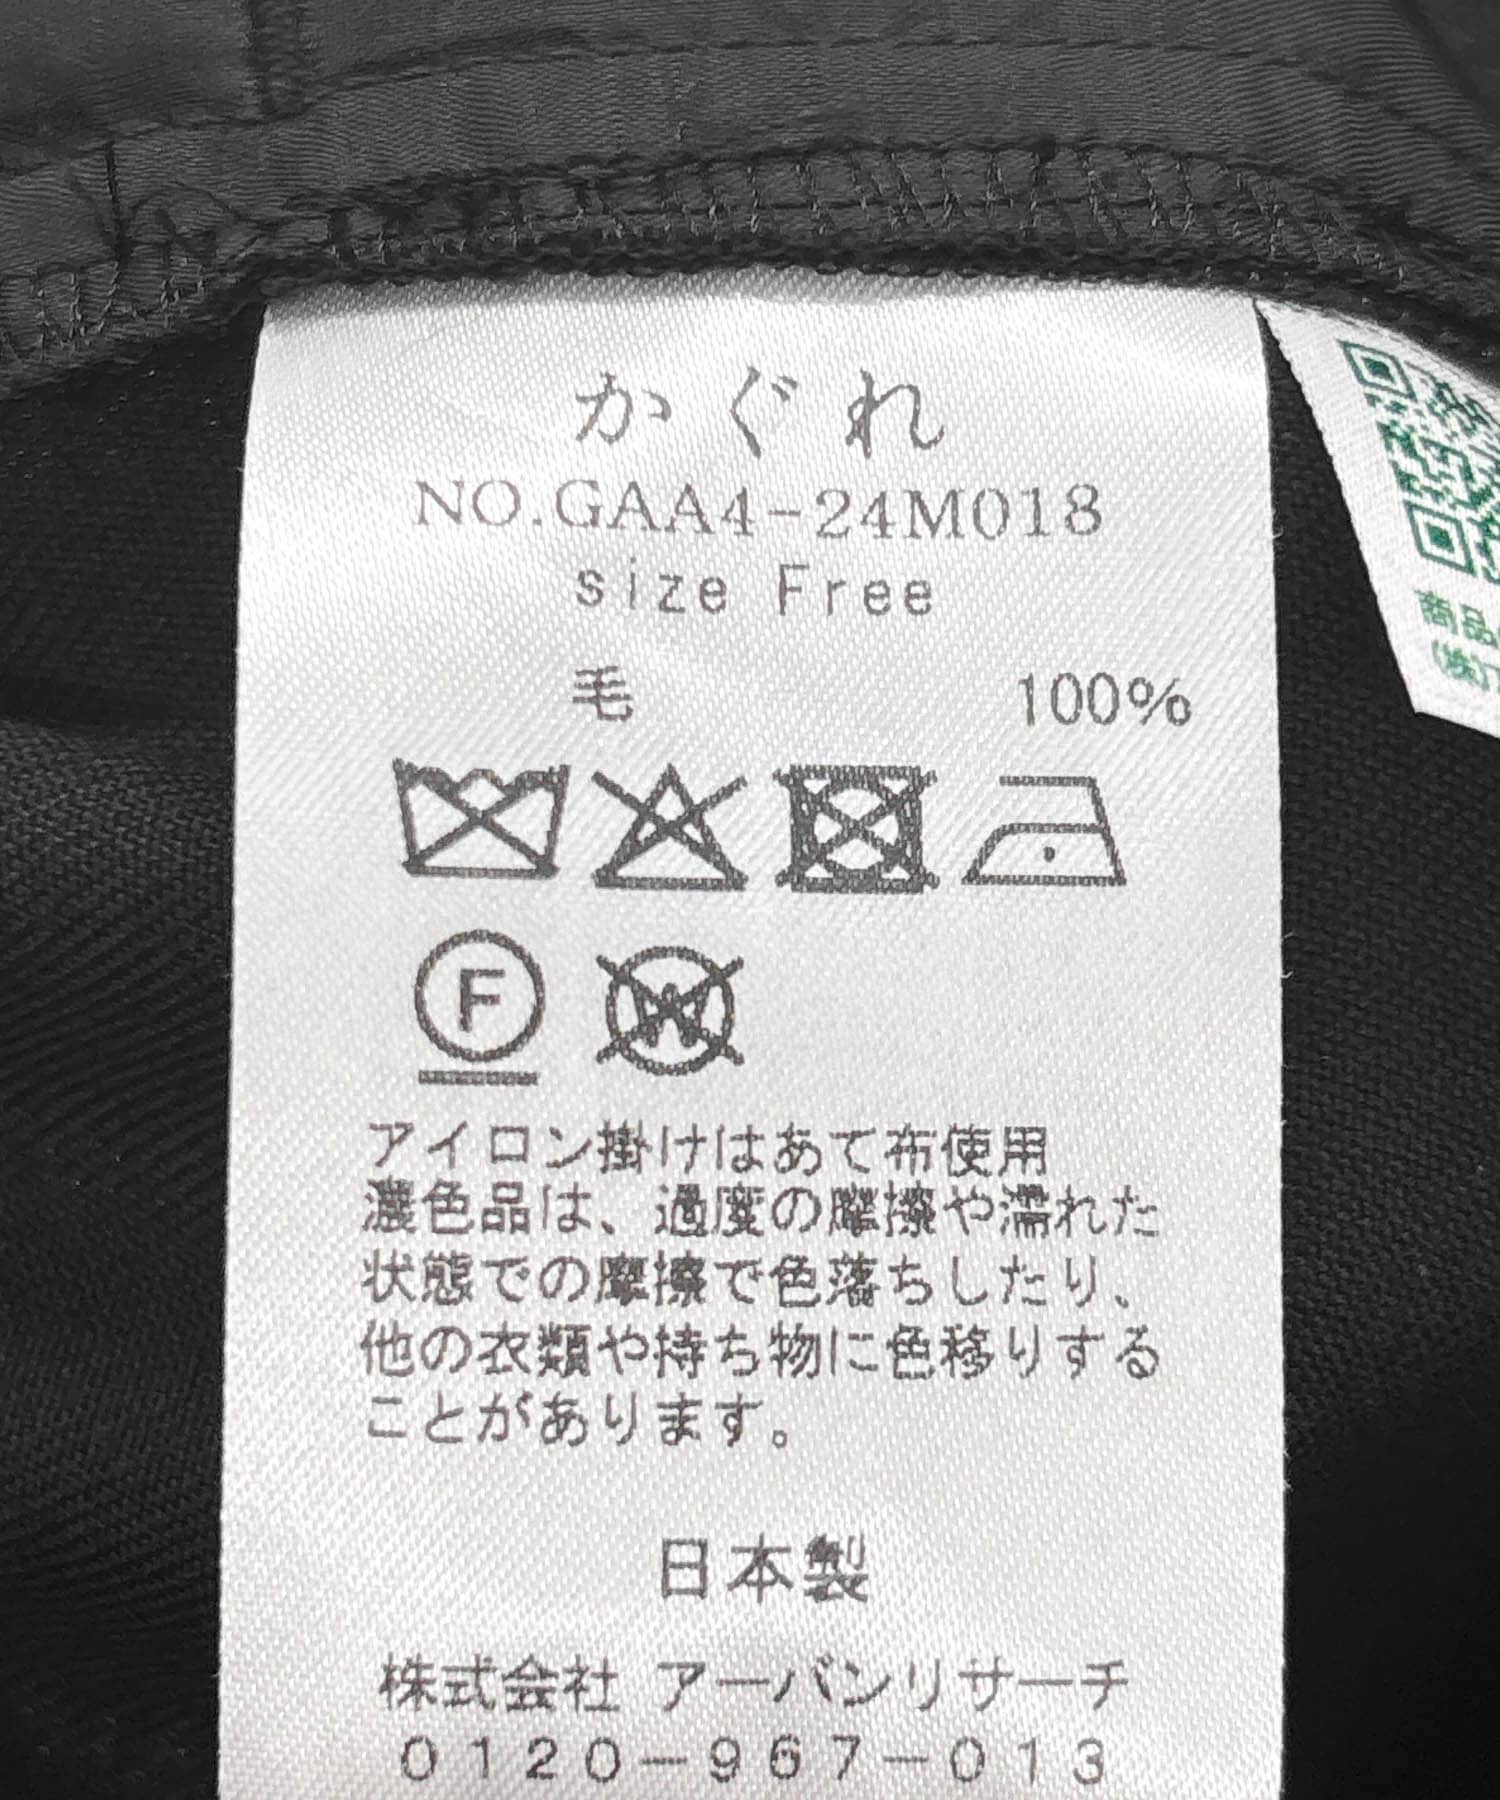 かぐれ
NO.GAA4-24M018
size Free
毛 100%
F
W
アイロン掛けはあて布使用
濃色品は、過度の摩擦や濡れた
状態での摩擦で色落ちしたり、
他の衣類や持ち物に色移りする
ことがあります。
日本製
株式会社 アーバンリサーチ
0120-967-013
商品
(株)